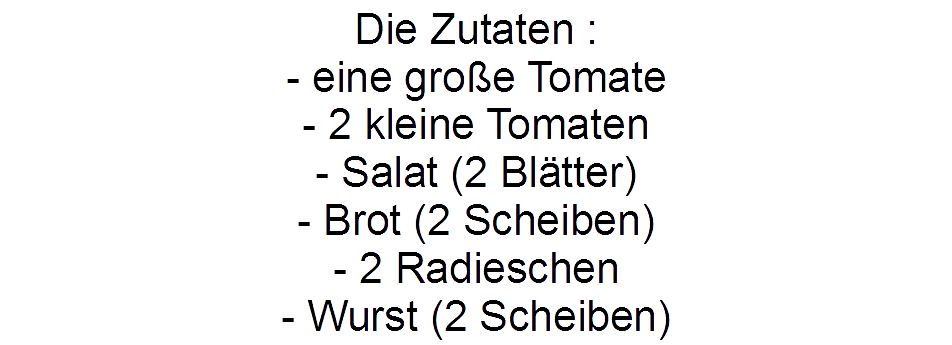 Die Zutaten :
- eine große Tomate
- 2 kleine Tomaten
- Salat (2 Blätter)
- Brot (2 Scheiben)
- 2 Radieschen
- Wurst (2 Scheiben)